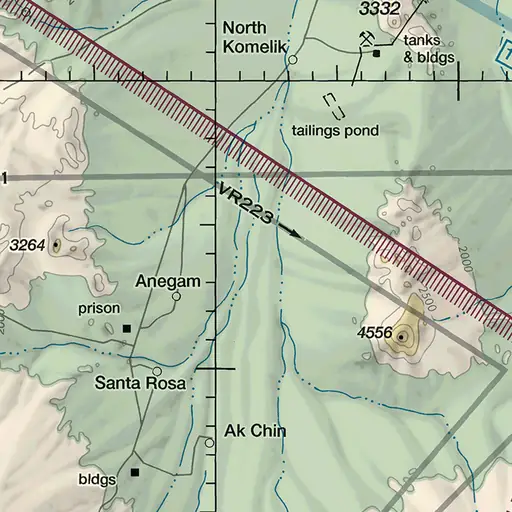 3332
North
Komelik
tanks
& bldgs
tailings pond
1
VR223
3264
2000
Anegam
2500
prison
4556
Santa Rosa
Ak Chin
bldgs